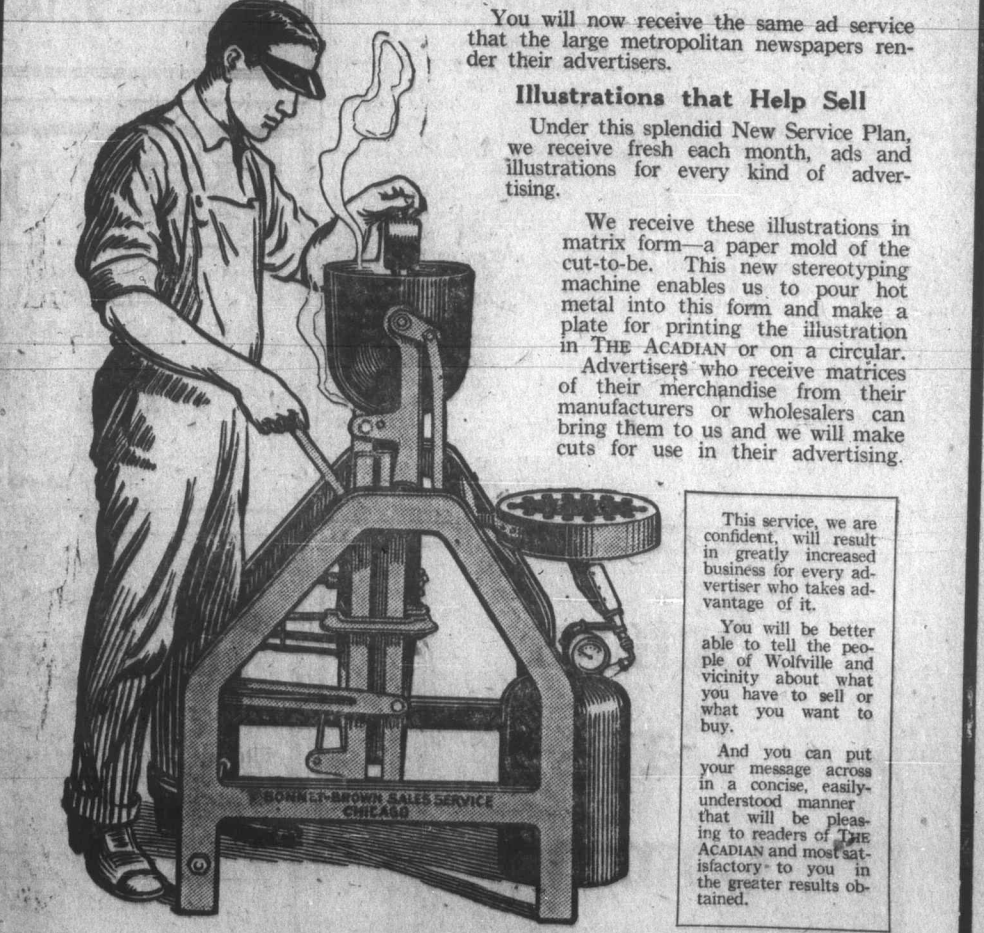 You will now receive the same ad service
that the large metropolitan newspapers ren-
der their advertisers.
Illustrations that Help Sell
Under this splendid New Service Plan,
we receive fresh each month, ads and
illustrations for every kind of adver-
tising.
We receive these illustrations in
matrix form—a paper mold of the
cut-to-be. This new stereotyping
machine enables us to pour hot
metal into this form and make a
plate for printing the illustration
in THE ACADIAN or on a circular.
Advertisers who receive matrices
of their merchandise from their
manufacturers or wholesalers can
bring them to us and we will make
cuts for use in their advertising.
This service, we are
confident, will result
in greatly increased
business for every ad-
vertiser who takes ad-
vantage of it.
You will be better
able to tell the peo-
ple of Wolfville and
vicinity about what
you have to sell or
what you want to
buy.
And you can put
your message across
in a concise, easily-
understood manner
that will be pleas-
ing to readers of THE
ACADIAN and most sat-
isfactory to you in
the greater results ob-
tained.
BONNET-BROWN SALES SERVICE
CHICAGO